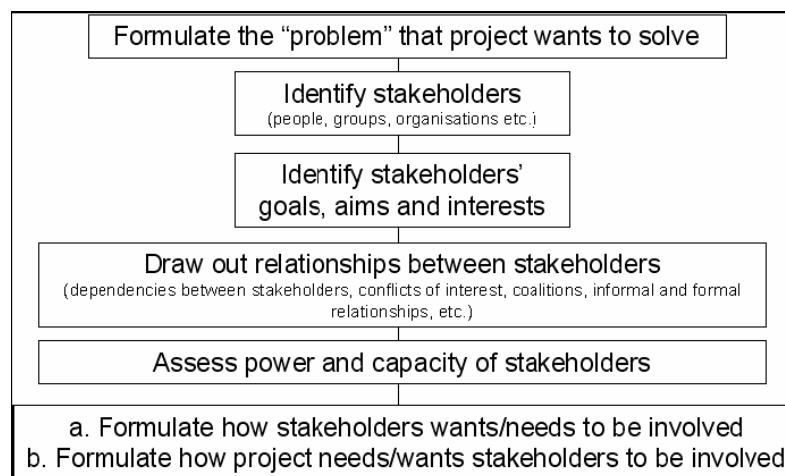 Formulate the “problem” that project wants to solve
Identify stakeholders
(people, groups, organisations etc.)
Identify stakeholders’
goals, aims and interests
Draw out relationships between stakeholders
(dependencies between stakeholders, conflicts of interest, coalitions, informal and formal
relationships, etc.)
Assess power and capacity of stakeholders
a. Formulate how stakeholders wants/needs to be involved
b. Formulate how project needs/wants stakeholders to be involved